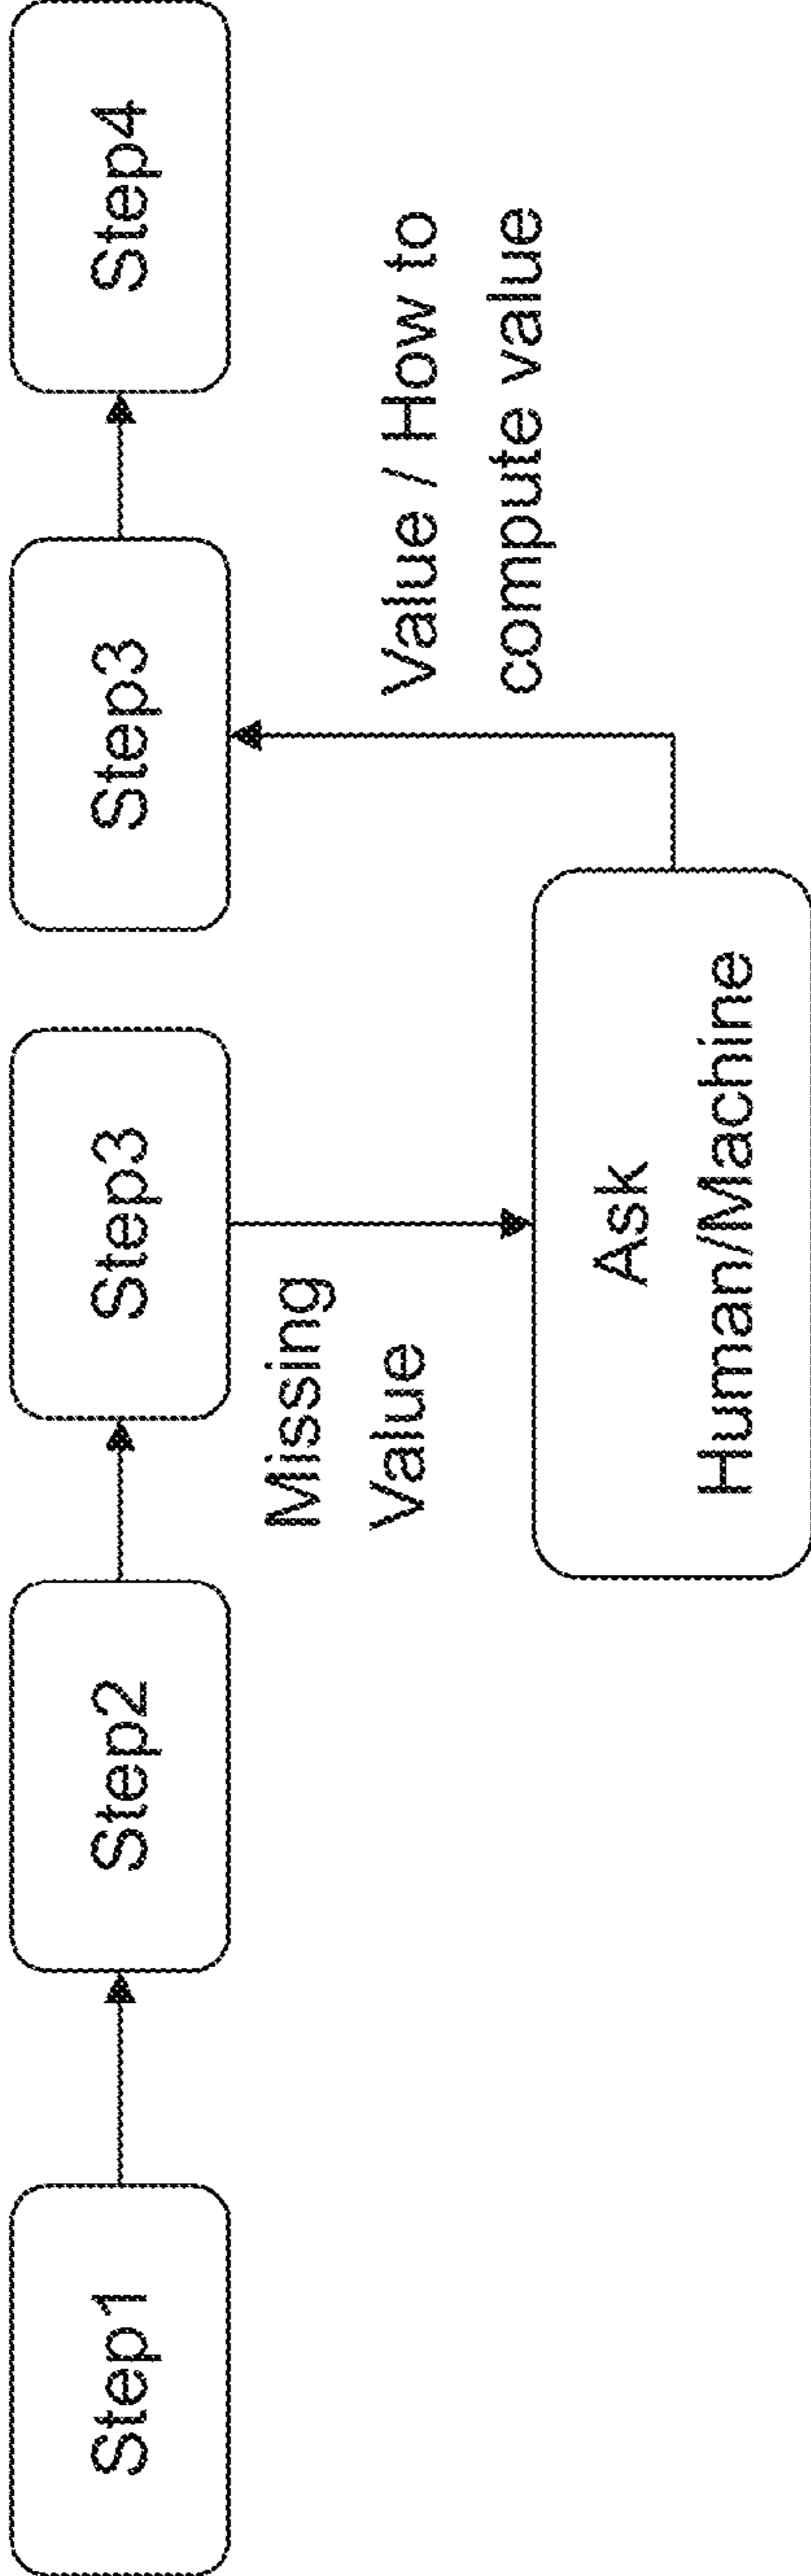 Step1
Step2
Step3
Step3
Step4
Missing
Value
Value / How to
compute value
Ask
Human/Machine